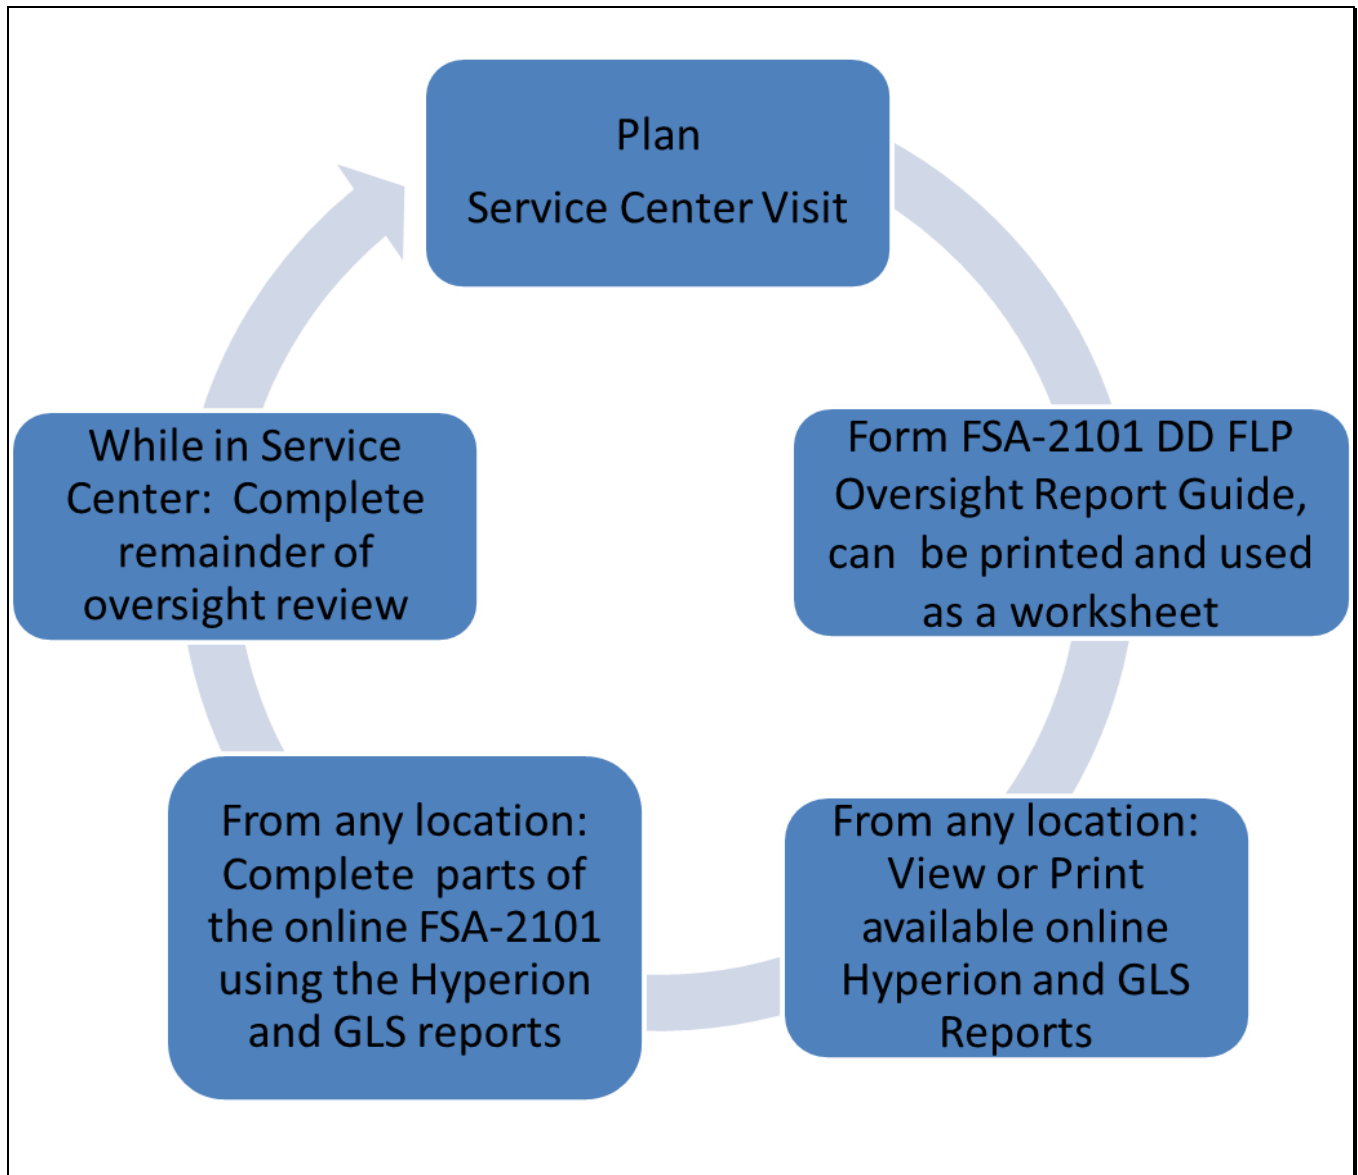 Plan
Service Center Visit
Form FSA-2101 DD FLP
Oversight Report Guide,
can  be printed and used
as a worksheet
From any location:
View or Print
available online
Hyperion and GLS
Reports
From any location:
Complete  parts of
the online FSA-2101
using the Hyperion
and GLS reports
While in Service
Center:  Complete
remainder of
oversight review